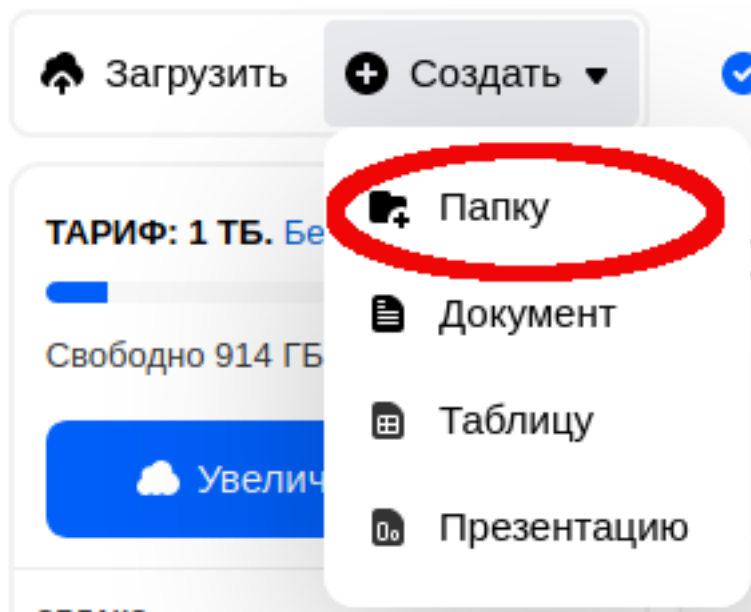 Загрузить
Создать
Папку
ТАРИФ: 1 ТБ.
Документ
Свободно 914 ГБ
Таблицу
Презентацию